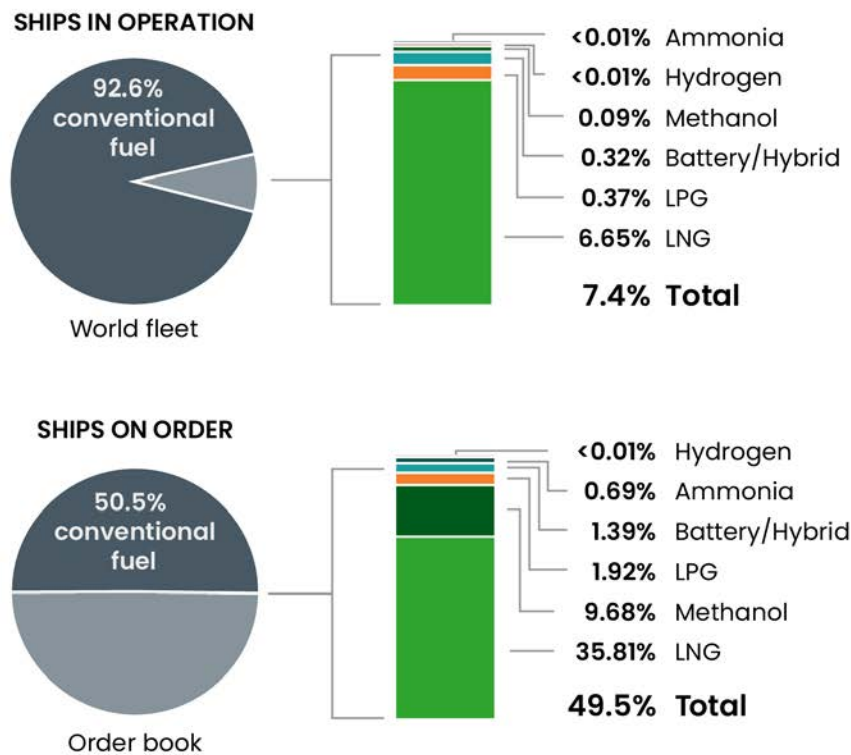 SHIPS IN OPERATION
92.6%
conventional
fuel
World fleet
<0.01% Ammonia
<0.01% Hydrogen
0.09% Methanol
0.32% Battery/Hybrid
0.37% LPG
6.65% LNG
7.4% Total
SHIPS ON ORDER
50.5%
conventional
fuel
Order book
<0.01% Hydrogen
0.69% Ammonia
1.39% Battery/Hybrid
1.92% LPG
9.68% Methanol
35.81% LNG
49.5% Total